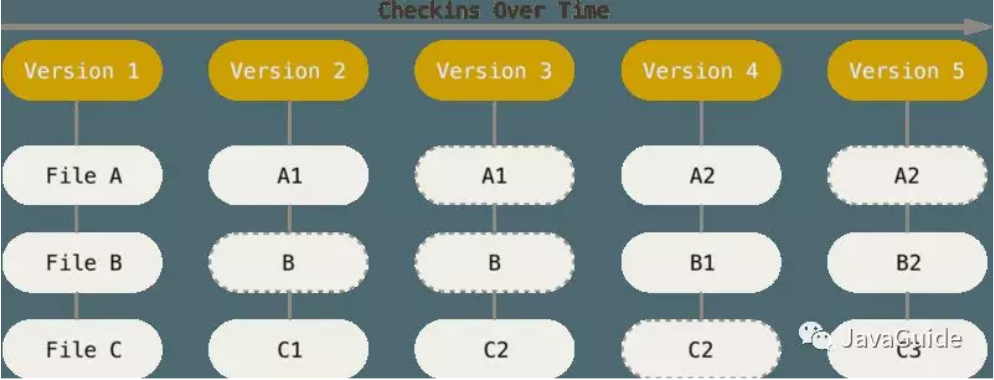 Checkins Over Time
Version 1 Version 2 Version 3 Version 4 Version 5
File A A1 A1 A2 A2
File B B B B1 B2
File C C1 C2 C2 C3
JavaGuide